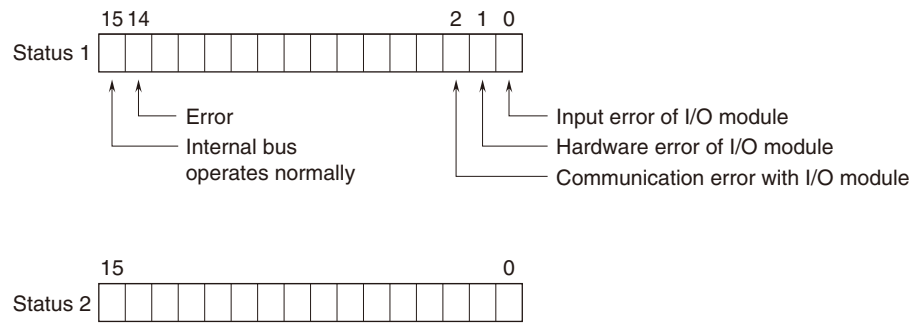 15 14 2 1 0
Status 1
Error
Internal bus
operates normally
Input error of I/O module
Hardware error of I/O module
Communication error with I/O module
15 0
Status 2